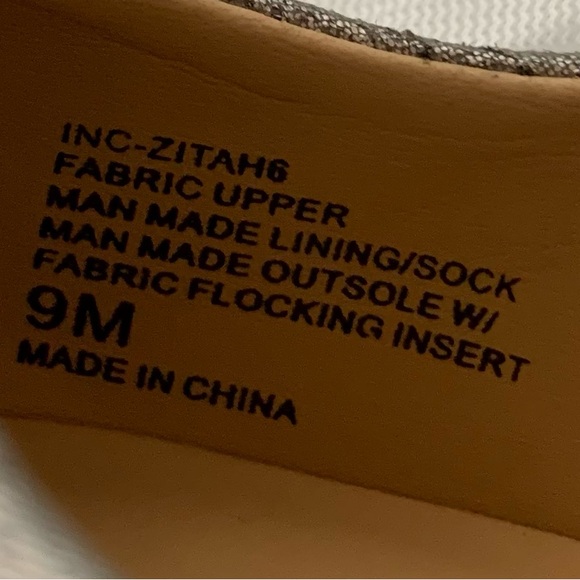 INC-ZITAH6
FABRIC UPPER
MAN MADE LINING/SOCK
MAN MADE OUTSOLE W/
FABRIC FLOCKING INSERT
9M
MADE IN CHINA